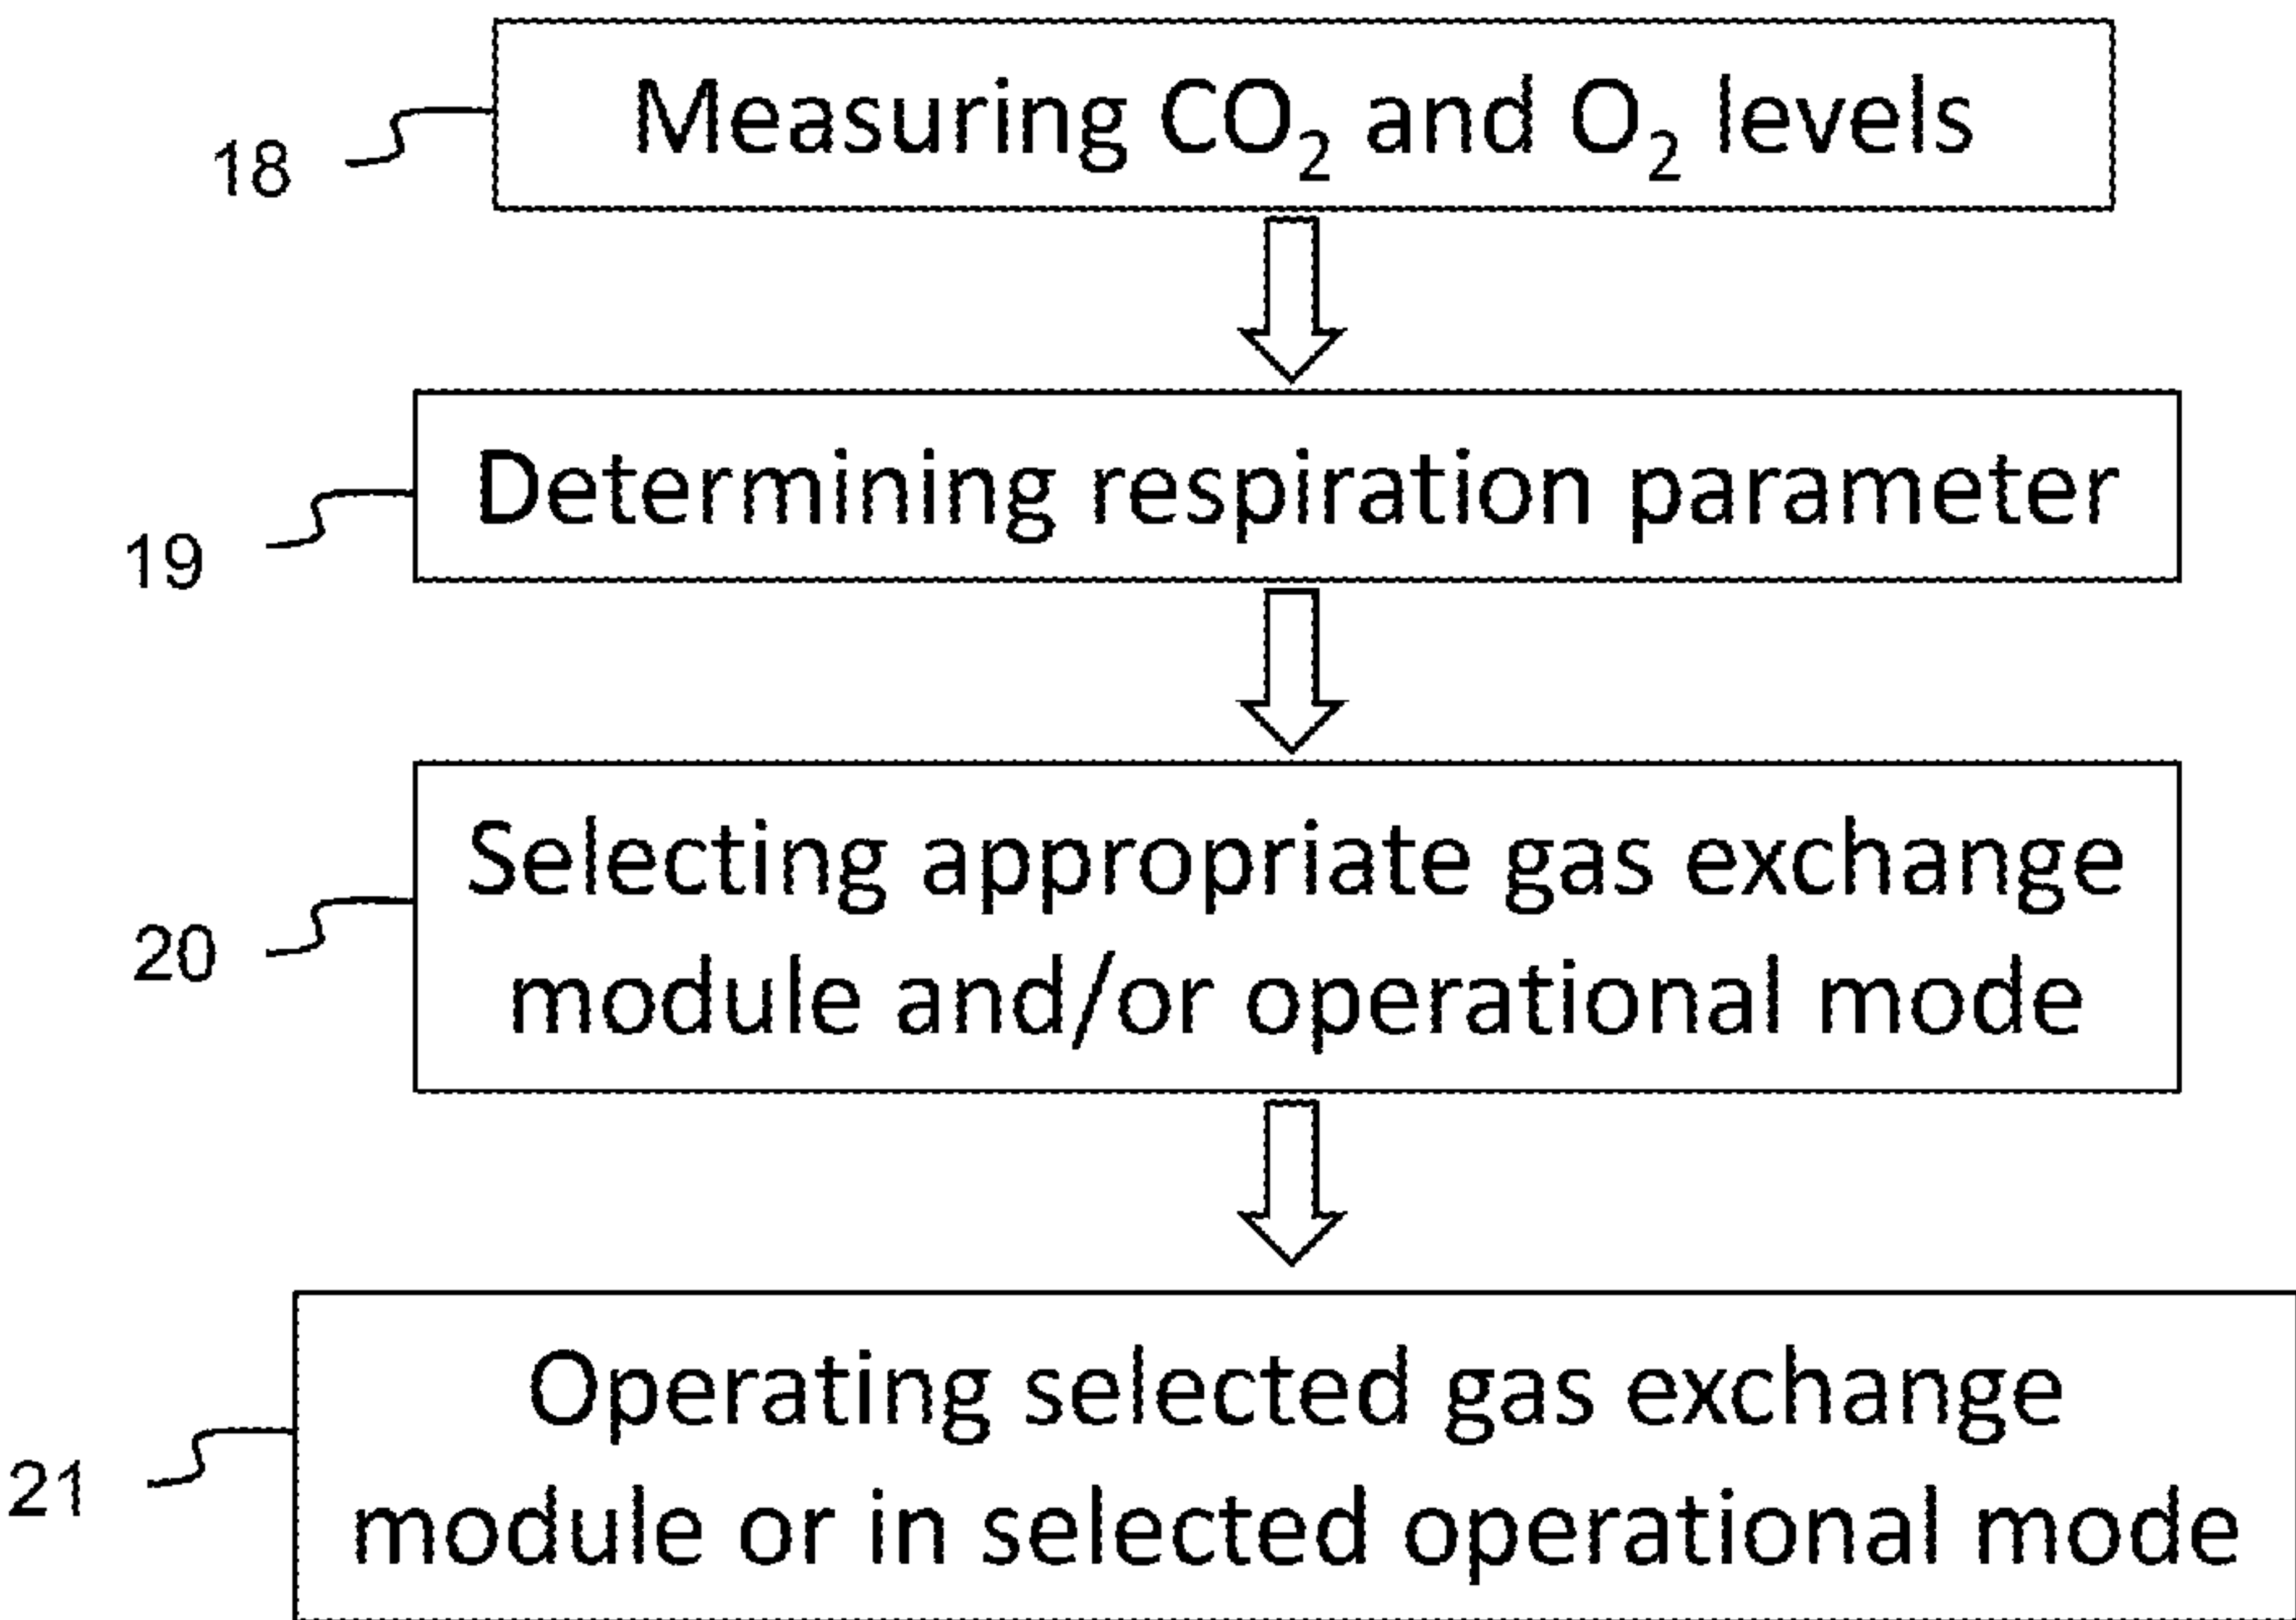 Measuring CO₂ and O₂ levels
18
Determining respiration parameter
19
Selecting appropriate gas exchange
module and/or operational mode
20
Operating selected gas exchange
module or in selected operational mode
21